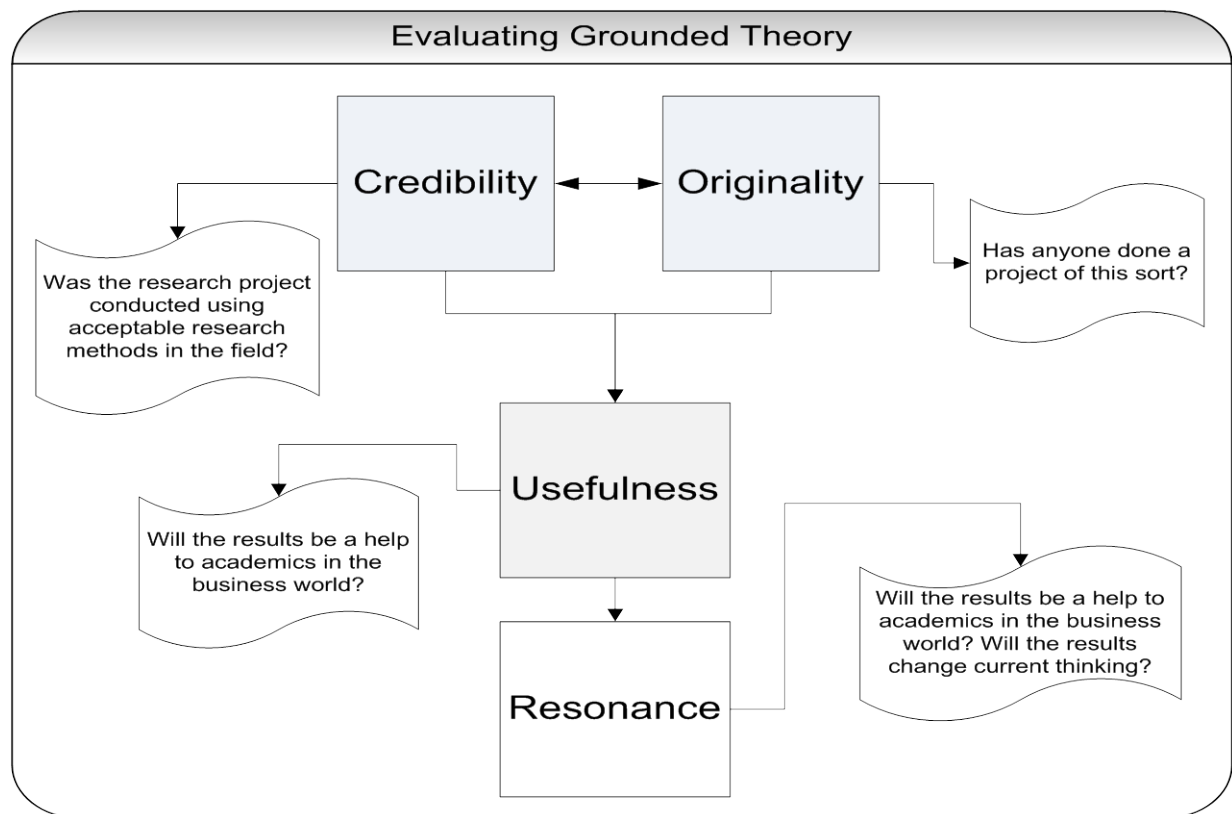 Evaluating Grounded Theory
Credibility
Originality
Was the research project
conducted using
acceptable research
methods in the field?
Has anyone done a
project of this sort?
Usefulness
Will the results be a help
to academics in the
business world?
Will the results be a help to
academics in the business
world? Will the results
change current thinking?
Resonance